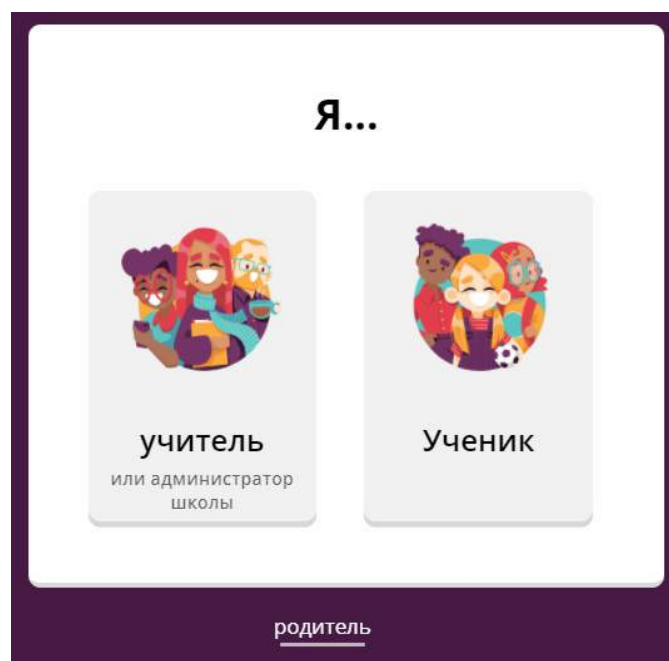 Я...
учитель
или администратор
школы
Ученик
родитель